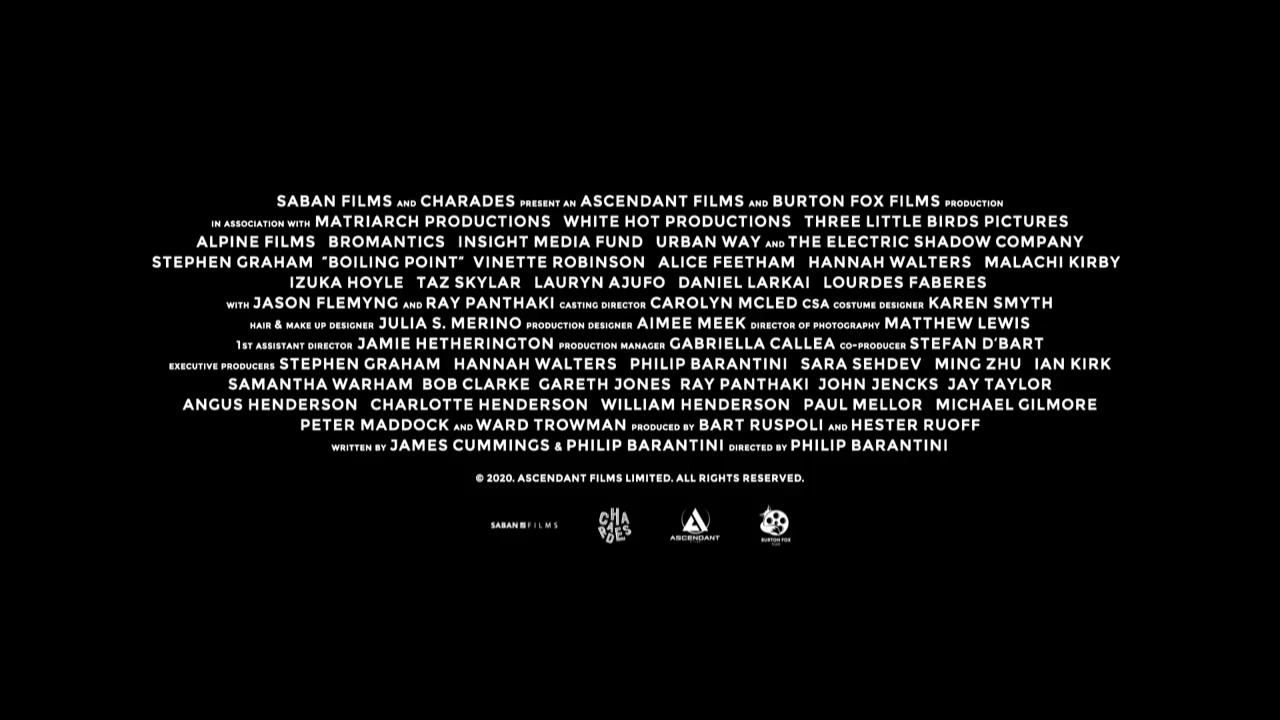 SABAN FILMS AND CHARADES PRESENT AN ASCENDANT FILMS AND BURTON FOX FILMS PRODUCTION
IN ASSOCIATION WITH MATRIARCH PRODUCTIONS WHITE HOT PRODUCTIONS THREE LITTLE BIRDS PICTURES
ALPINE FILMS BROMANTICS INSIGHT MEDIA FUND URBAN WAY AND THE ELECTRIC SHADOW COMPANY
STEPHEN GRAHAM "BOILING POINT" VINETTE ROBINSON ALICE FEETHAM HANNAH WALTERS MALACHI KIRBY
IZUKA HOYLE TAZ SKYLAR LAURYN AJUFO DANIEL LARKAI LOURDES FABERES
WITH JASON FLEMYNG AND RAY PANTHAKI CASTING DIRECTOR CAROLYN MCLED CSA COSTUME DESIGNER KAREN SMYTH
HAIR & MAKE UP DESIGNER JULIA S. MERINO PRODUCTION DESIGNER AIMEE MEEK DIRECTOR OF PHOTOGRAPHY MATTHEW LEWIS
1ST ASSISTANT DIRECTOR JAMIE HETHERINGTON PRODUCTION MANAGER GABRIELLA CALLEA CO-PRODUCER STEFAN D'BART
EXECUTIVE PRODUCERS STEPHEN GRAHAM HANNAH WALTERS PHILIP BARANTINI SARA SEHDEV MING ZHU IAN KIRK
SAMANTHA WARHAM BOB CLARKE GARETH JONES RAY PANTHAKI JOHN JENCKS JAY TAYLOR
ANGUS HENDERSON CHARLOTTE HENDERSON WILLIAM HENDERSON PAUL MELLOR MICHAEL GILMORE
PETER MADDOCK AND WARD TROWMAN PRODUCED BY BART RUSPOLI AND HESTER RUOFF
WRITTEN BY JAMES CUMMINGS & PHILIP BARANTINI DIRECTED BY PHILIP BARANTINI
© 2020. ASCENDANT FILMS LIMITED. ALL RIGHTS RESERVED.
SABAN FILMS
CHARADES
ASCENDANT
BURTON FOX